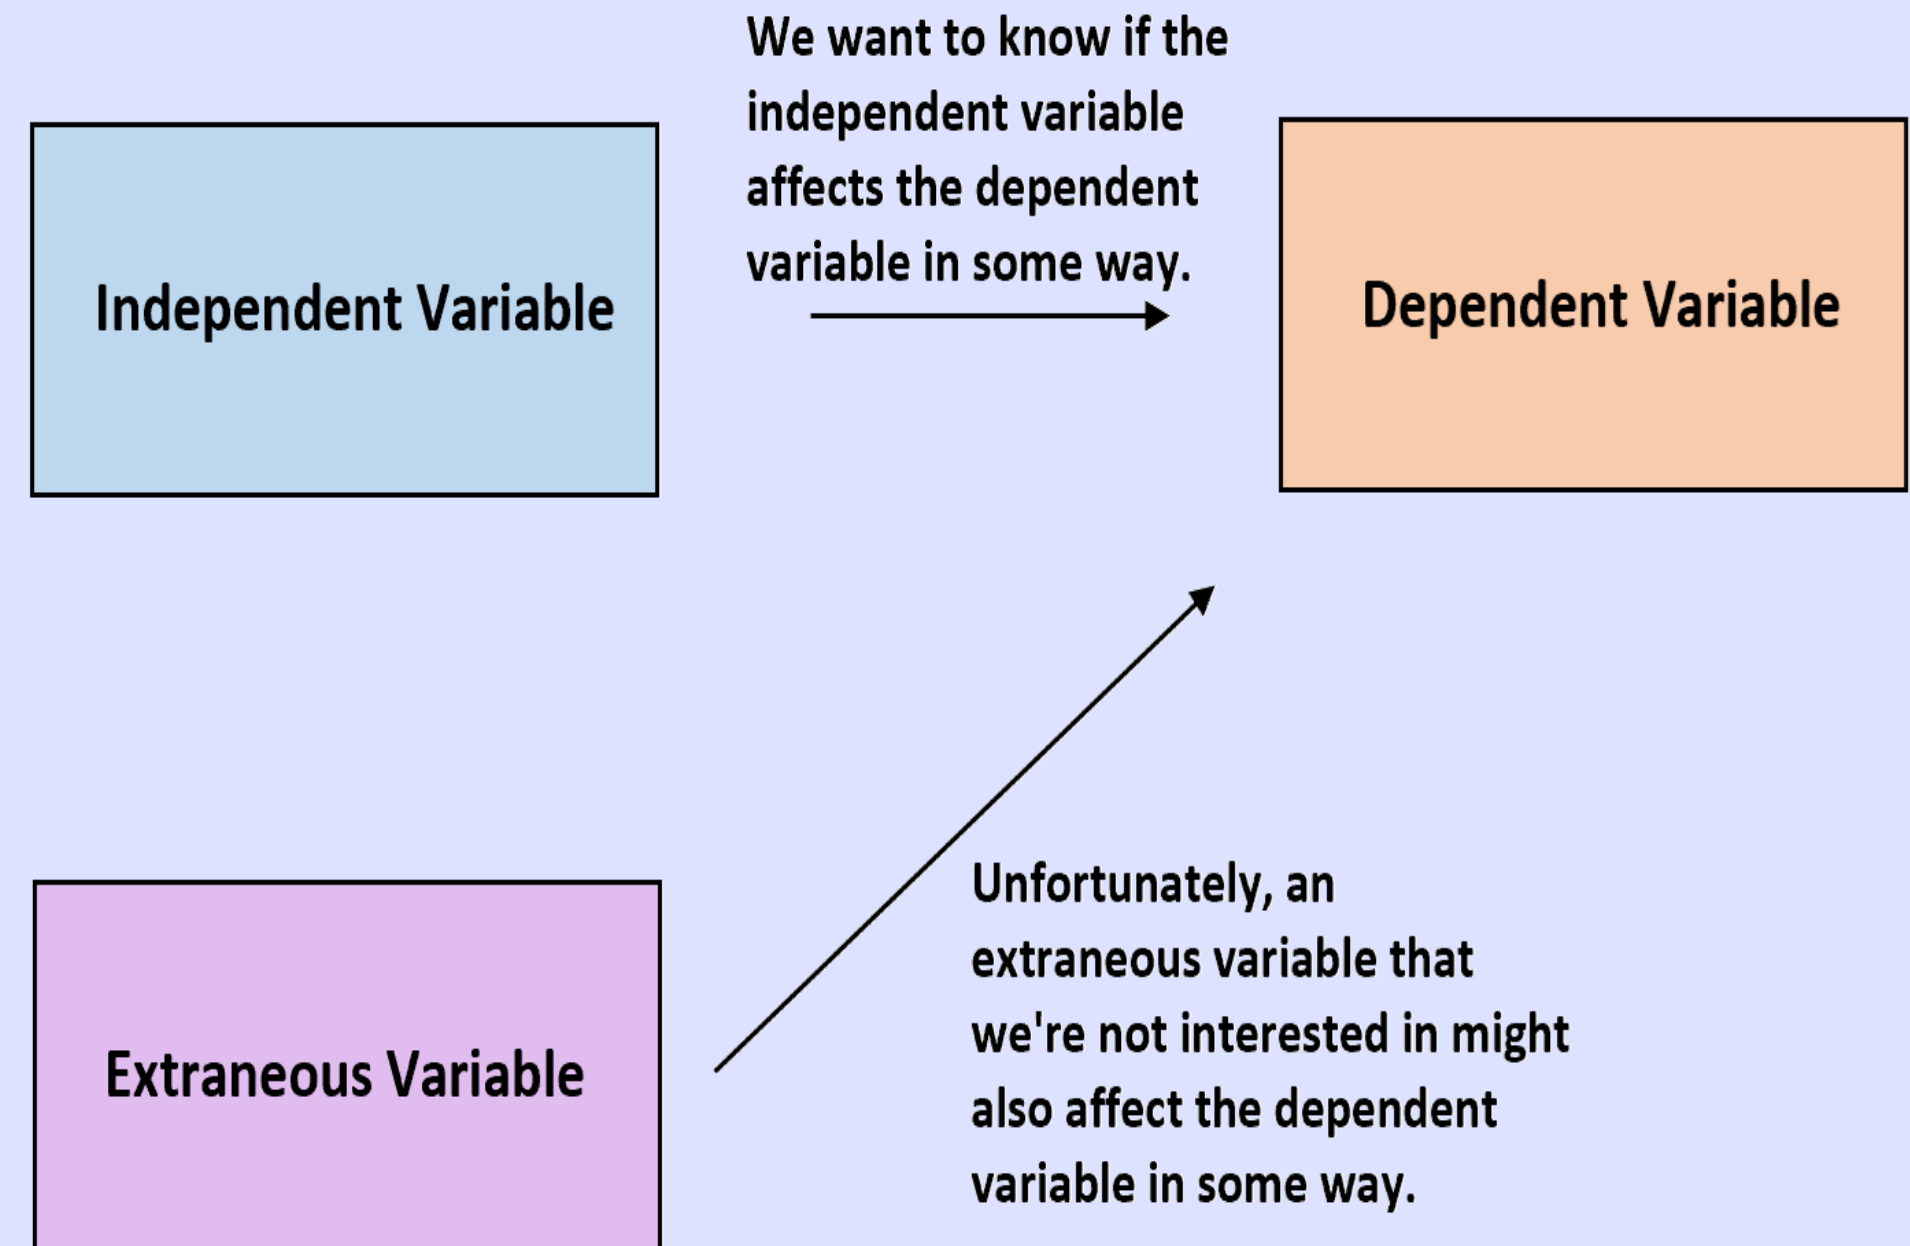 We want to know if the
independent variable
affects the dependent
variable in some way.
Independent Variable
Dependent Variable
Extraneous Variable
Unfortunately, an
extraneous variable that
we're not interested in might
also affect the dependent
variable in some way.